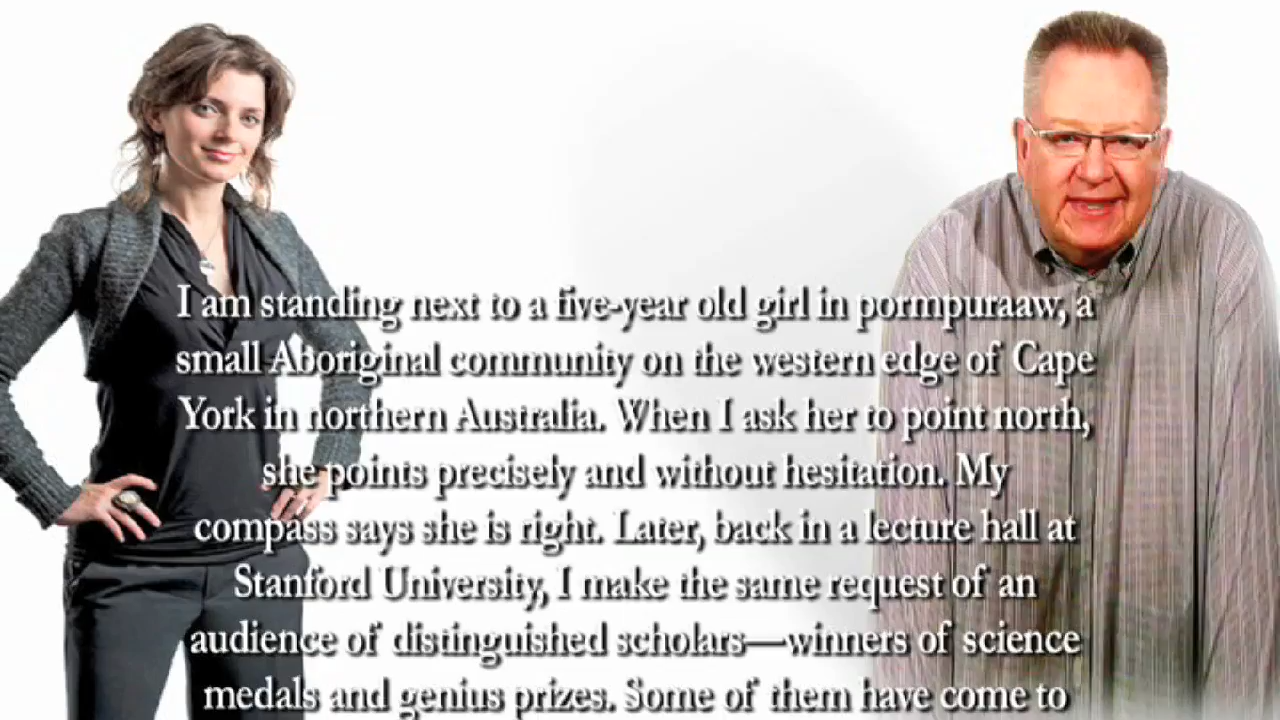 I am standing next to a five-year old girl in pormpuraaw, a
small Aboriginal community on the western edge of Cape
York in northern Australia. When I ask her to point north,
she points precisely and without hesitation. My
compass says she is right. Later, back in a lecture hall at
Stanford University, I make the same request of an
audience of distinguished scholars—winners of science
medals and genius prizes. Some of them have come to